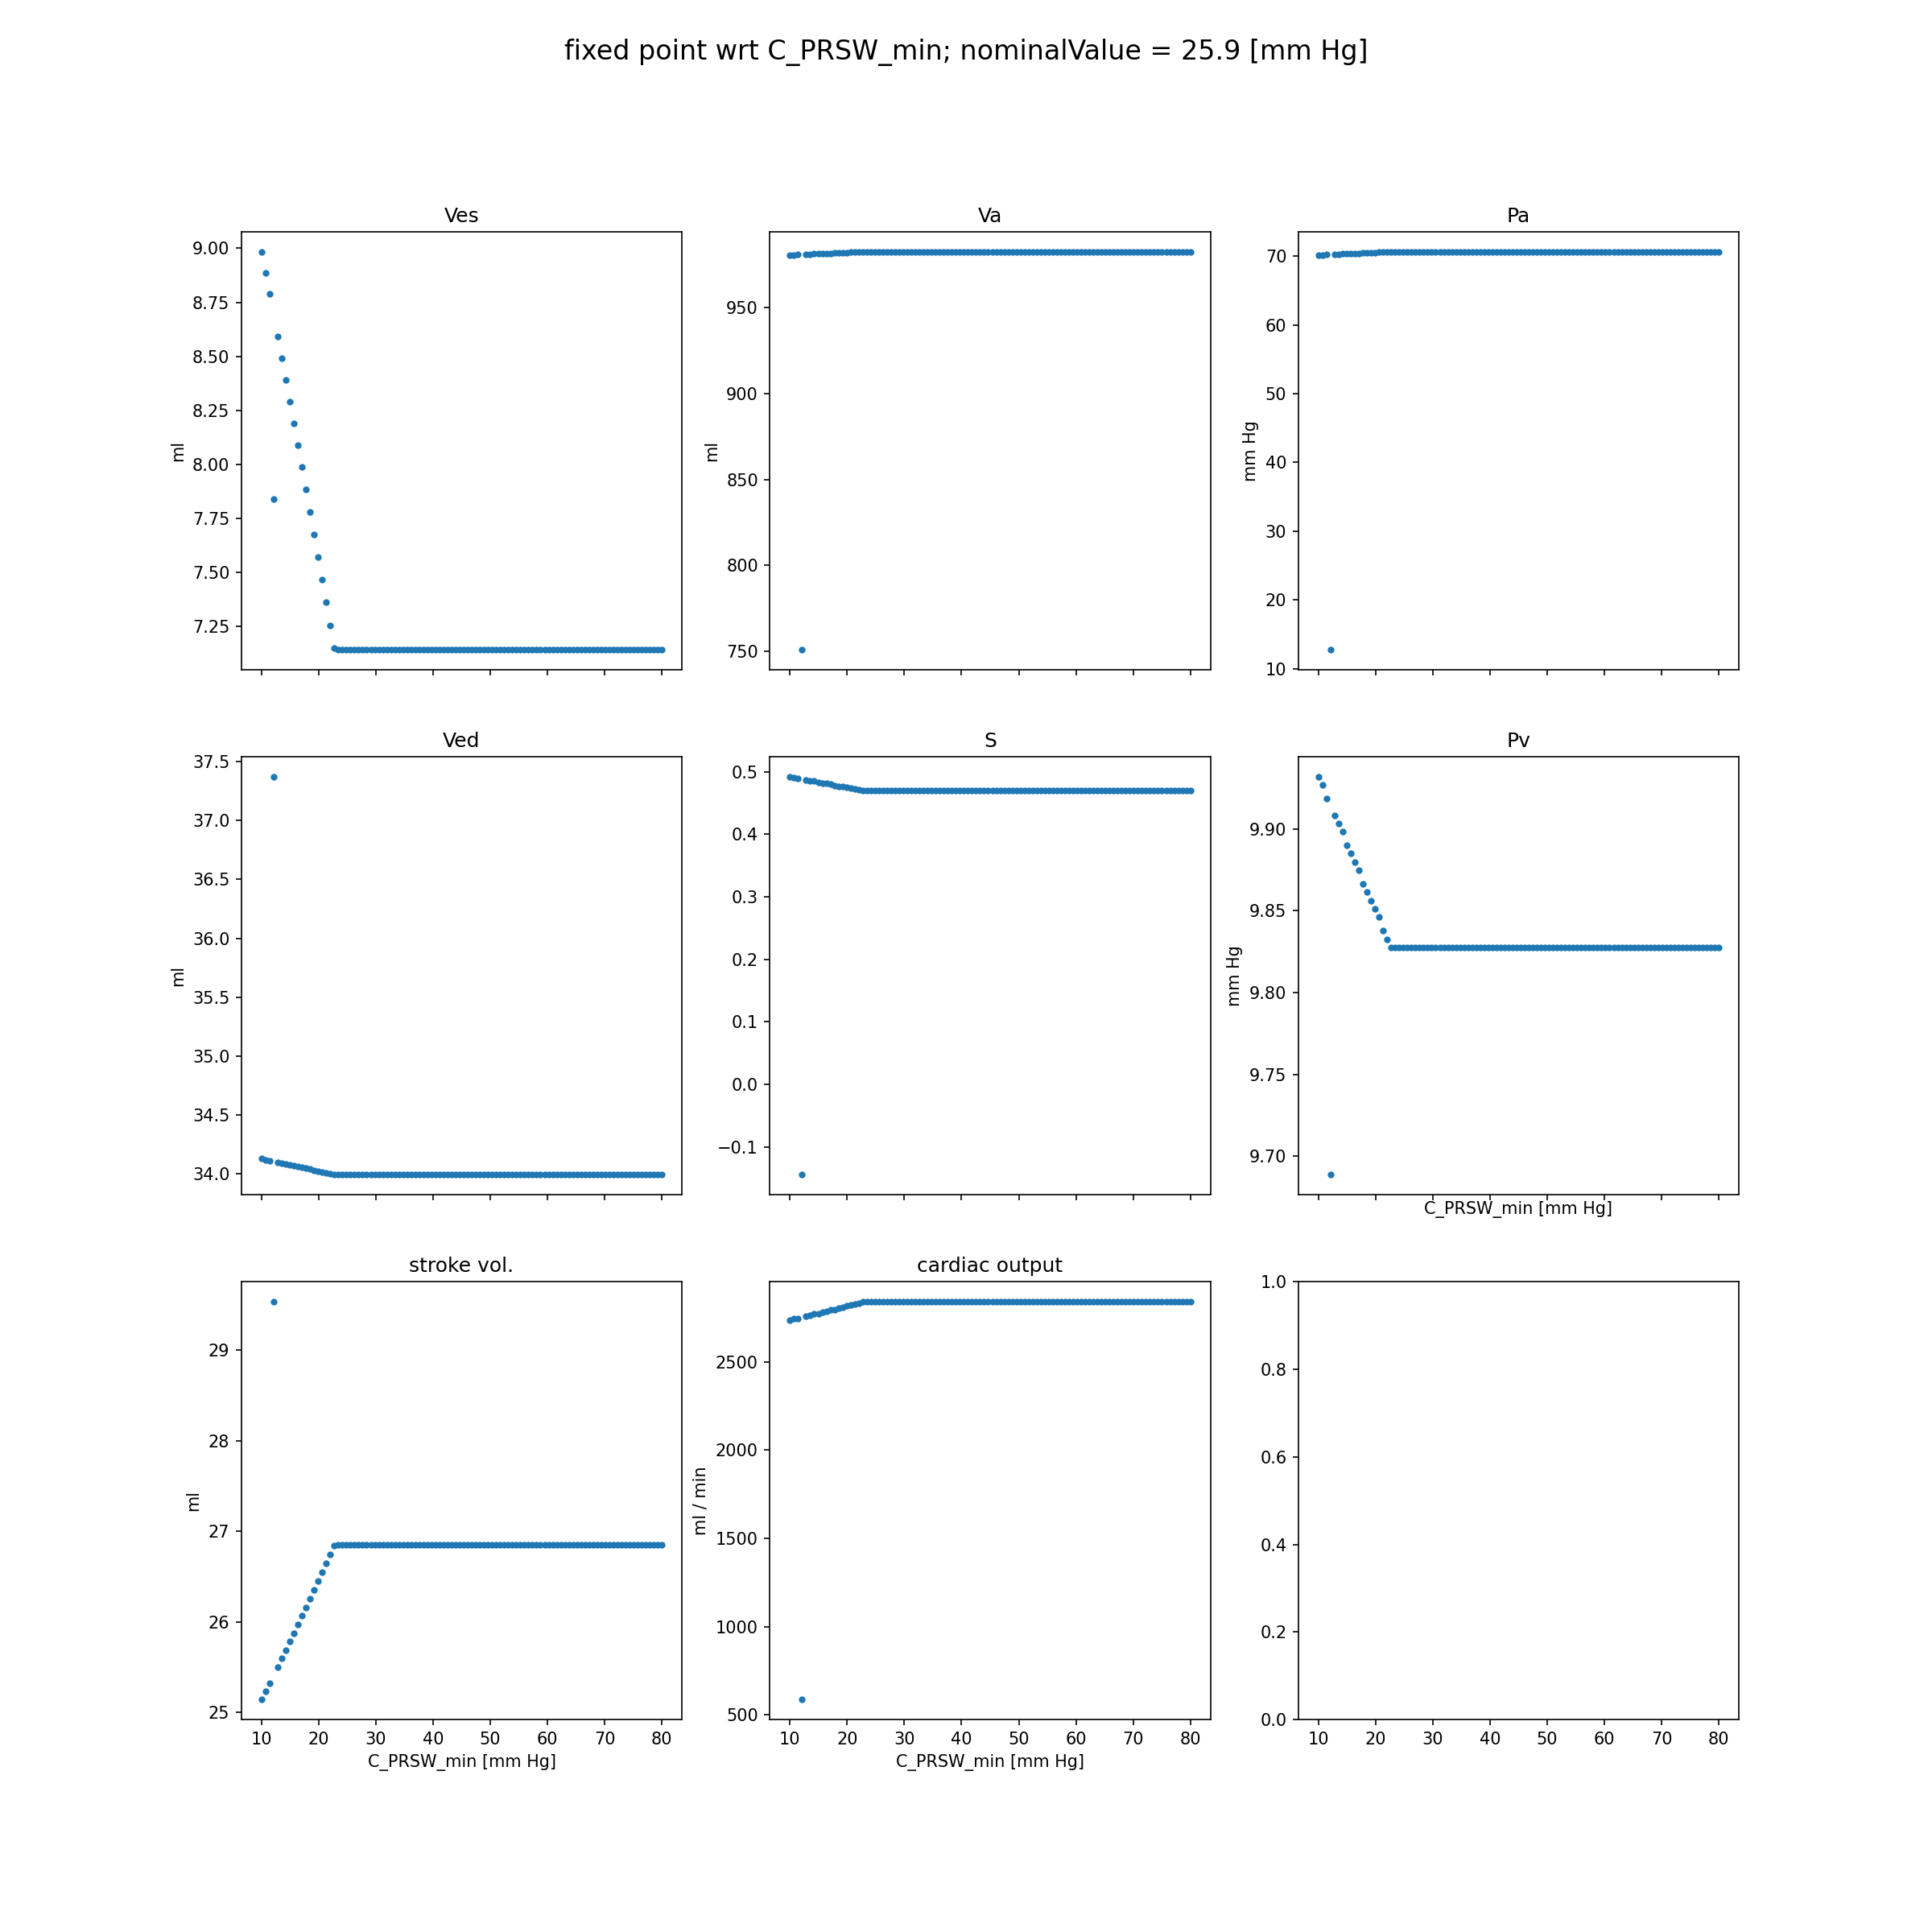 fixed point wrt C_PRSW_min; nominalValue = 25.9 [mm Hg]
Ves
9.00
8.75
8.50
8.25
8.00
7.75
7.50
7.25
ml
Va
950
900
850
800
750
ml
Pa
70
60
50
40
30
20
10
mm Hg
Ved
37.5
37.0
36.5
36.0
35.5
35.0
34.5
34.0
ml
S
0.5
0.4
0.3
0.2
0.1
0.0
−0.1
Pv
9.90
9.85
9.80
9.75
9.70
mm Hg
C_PRSW_min [mm Hg]
stroke vol.
29
28
27
26
25
ml
10 20 30 40 50 60 70 80
C_PRSW_min [mm Hg]
cardiac output
2500
2000
1500
1000
500
ml / min
10 20 30 40 50 60 70 80
C_PRSW_min [mm Hg]
1.0
0.8
0.6
0.4
0.2
0.0
10 20 30 40 50 60 70 80